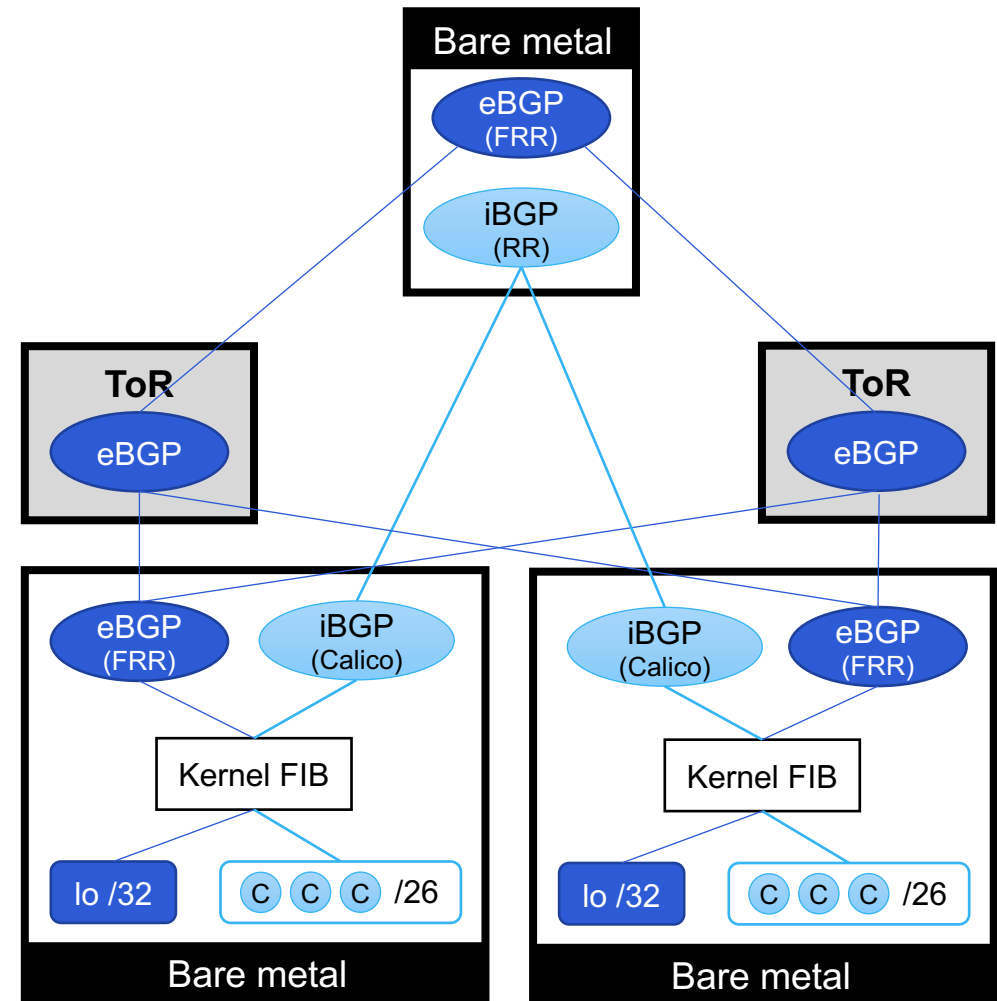 Bare metal
eBGP
(FRR)
iBGP
(RR)
ToR
eBGP
ToR
eBGP
eBGP
(FRR)
iBGP
(Calico)
Kernel FIB
lo /32
C C C /26
Bare metal
iBGP
(Calico)
eBGP
(FRR)
Kernel FIB
lo /32
C C C /26
Bare metal